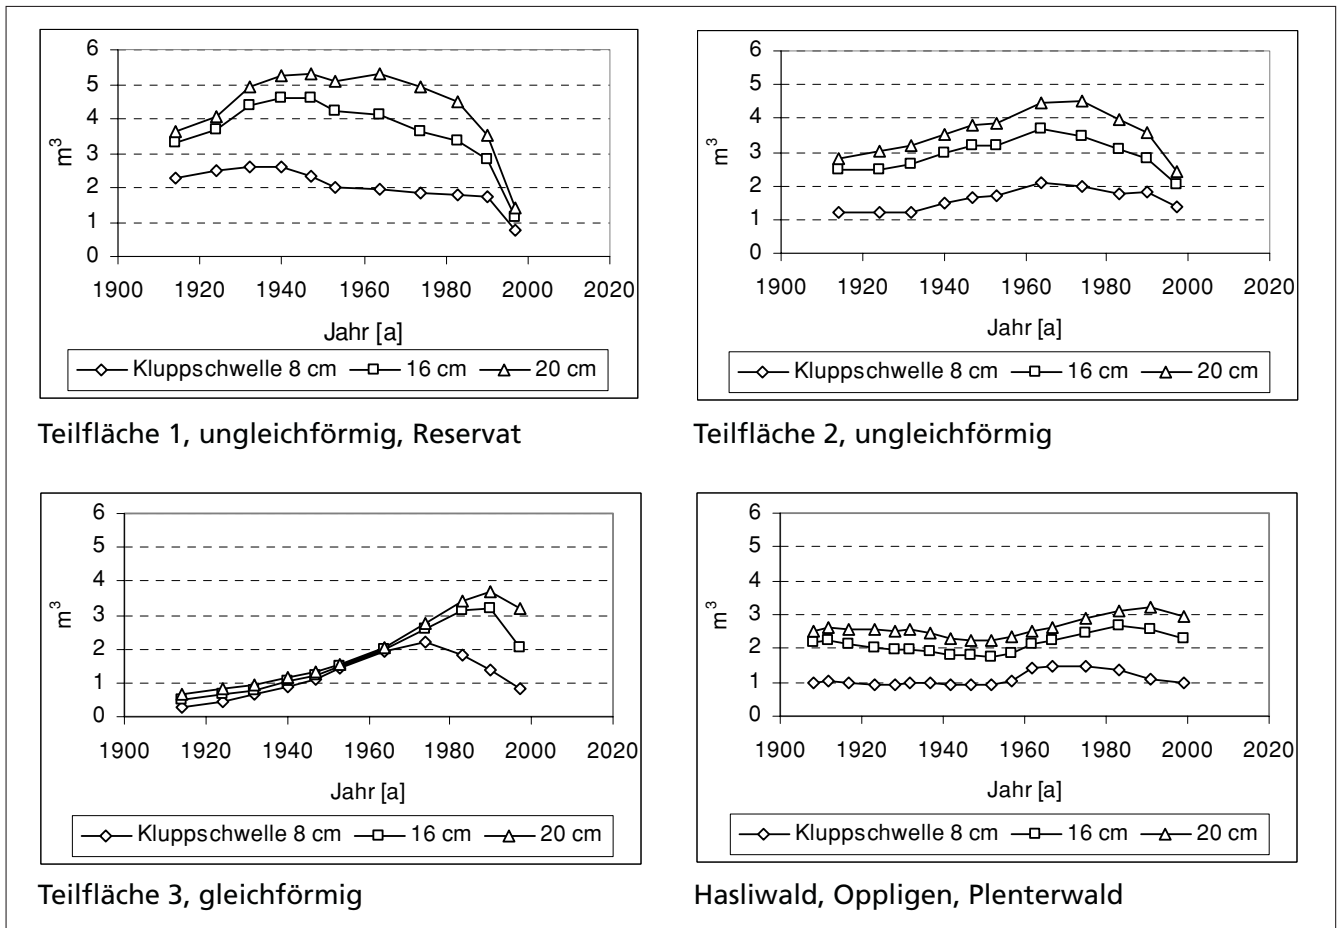 6
5
4
3
2
1
0
m³
1900 1920 1940 1960 1980 2000 2020
Jahr [a]
Kluppschwelle 8 cm 16 cm 20 cm
Teilfläche 1, ungleichförmig, Reservat
6
5
4
3
2
1
0
m³
1900 1920 1940 1960 1980 2000 2020
Jahr [a]
Kluppschwelle 8 cm 16 cm 20 cm
Teilfläche 2, ungleichförmig
6
5
4
3
2
1
0
m³
1900 1920 1940 1960 1980 2000 2020
Jahr [a]
Kluppschwelle 8 cm 16 cm 20 cm
Teilfläche 3, gleichförmig
6
5
4
3
2
1
0
m³
1900 1920 1940 1960 1980 2000 2020
Jahr [a]
Kluppschwelle 8 cm 16 cm 20 cm
Hasliwald, Oppligen, Plenterwald